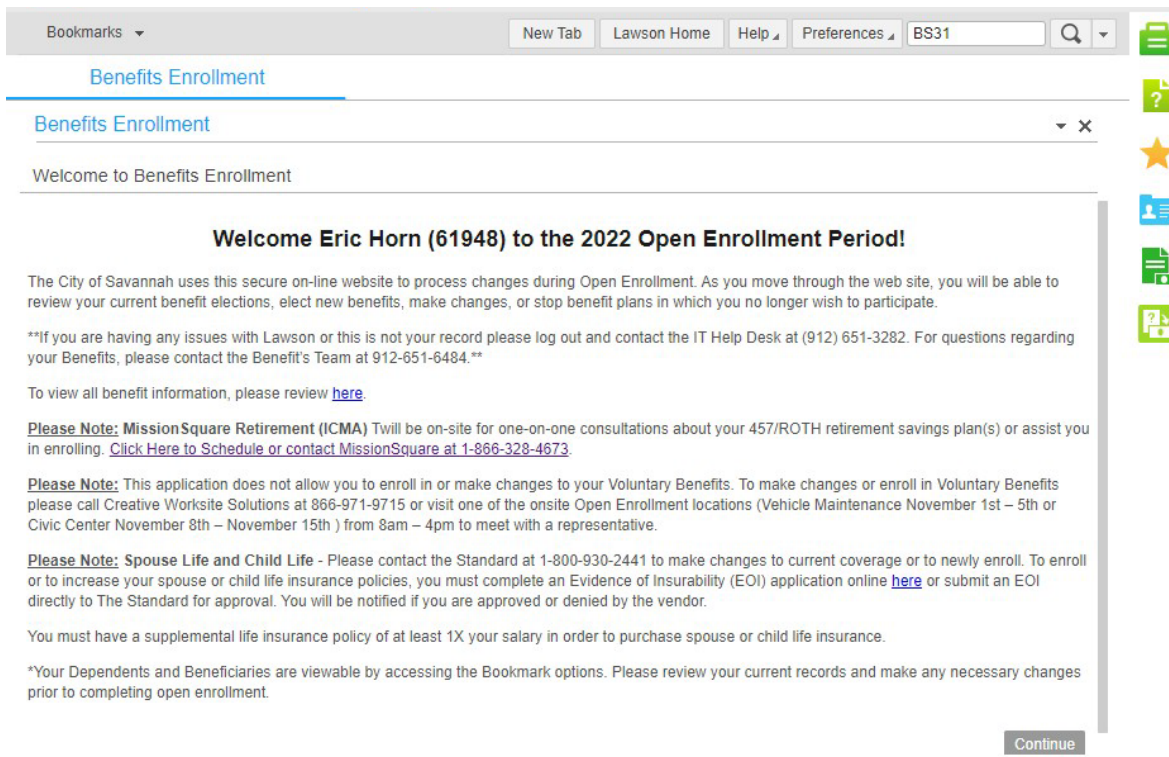 Bookmarks
New Tab Lawson Home Help Preferences BS31
Benefits Enrollment
Benefits Enrollment
Welcome to Benefits Enrollment
Welcome Eric Horn (61948) to the 2022 Open Enrollment Period!
The City of Savannah uses this secure on-line website to process changes during Open Enrollment. As you move through the web site, you will be able to
review your current benefit elections, elect new benefits, make changes, or stop benefit plans in which you no longer wish to participate.
**If you are having any issues with Lawson or this is not your record please log out and contact the IT Help Desk at (912) 651-3282. For questions regarding
your Benefits, please contact the Benefit's Team at 912-651-6484.**
To view all benefit information, please review here.
Please Note: MissionSquare Retirement (ICMA) Twill be on-site for one-on-one consultations about your 457/ROTH retirement savings plan(s) or assist you
in enrolling. Click Here to Schedule or contact MissionSquare at 1-866-328-4673.
Please Note: This application does not allow you to enroll in or make changes to your Voluntary Benefits. To make changes or enroll in Voluntary Benefits
please call Creative Worksite Solutions at 866-971-9715 or visit one of the onsite Open Enrollment locations (Vehicle Maintenance November 1st – 5th or
Civic Center November 8th – November 15th ) from 8am – 4pm to meet with a representative.
Please Note: Spouse Life and Child Life - Please contact the Standard at 1-800-930-2441 to make changes to current coverage or to newly enroll. To enroll
or to increase your spouse or child life insurance policies, you must complete an Evidence of Insurability (EOI) application online here or submit an EOI
directly to The Standard for approval. You will be notified if you are approved or denied by the vendor.
You must have a supplemental life insurance policy of at least 1X your salary in order to purchase spouse or child life insurance.
*Your Dependents and Beneficiaries are viewable by accessing the Bookmark options. Please review your current records and make any necessary changes
prior to completing open enrollment.
Continue